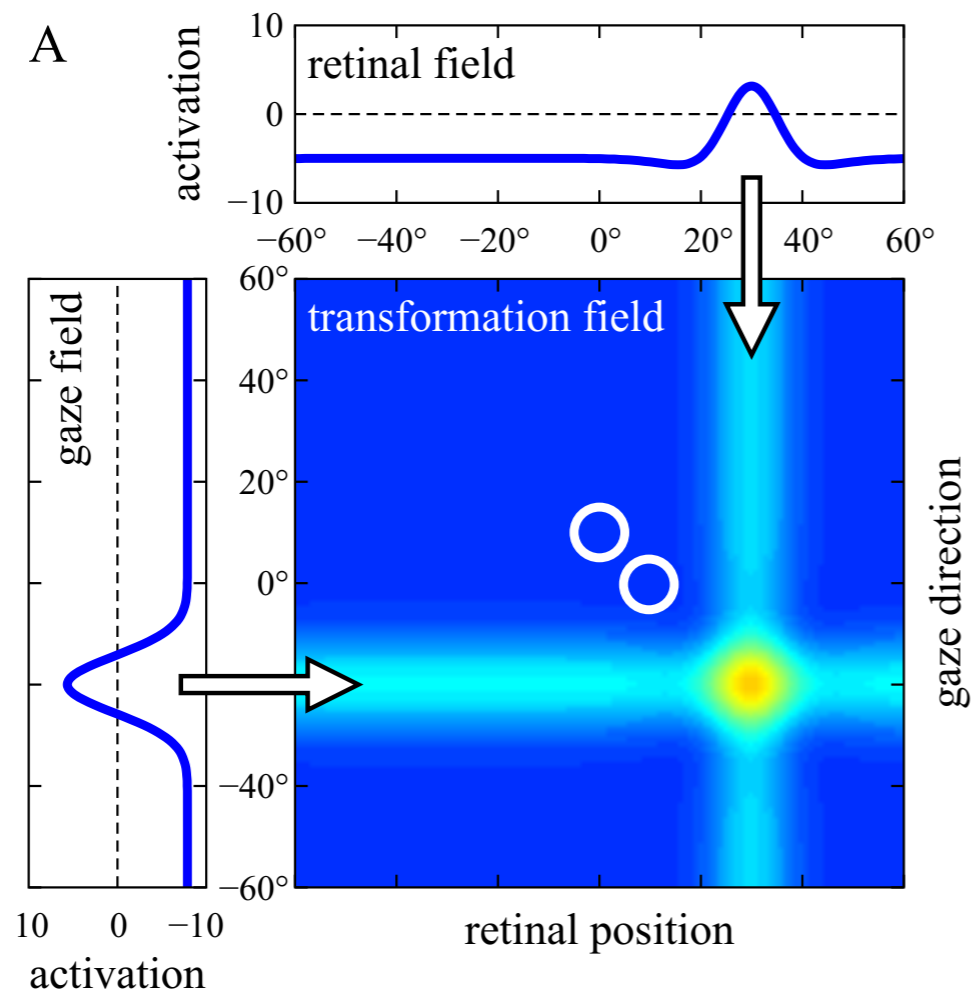 A
activation
10
0
−10
retinal field
−60° −40° −20° 0° 20° 40° 60°
gaze field
10 0 −10
activation
60°
40°
20°
0°
−40°
−60°
transformation field
gaze direction
retinal position